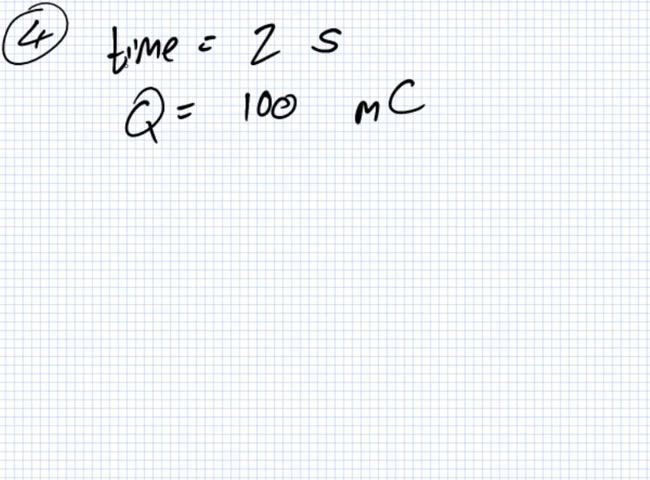 4 time = 2 s
Q = 100 mC